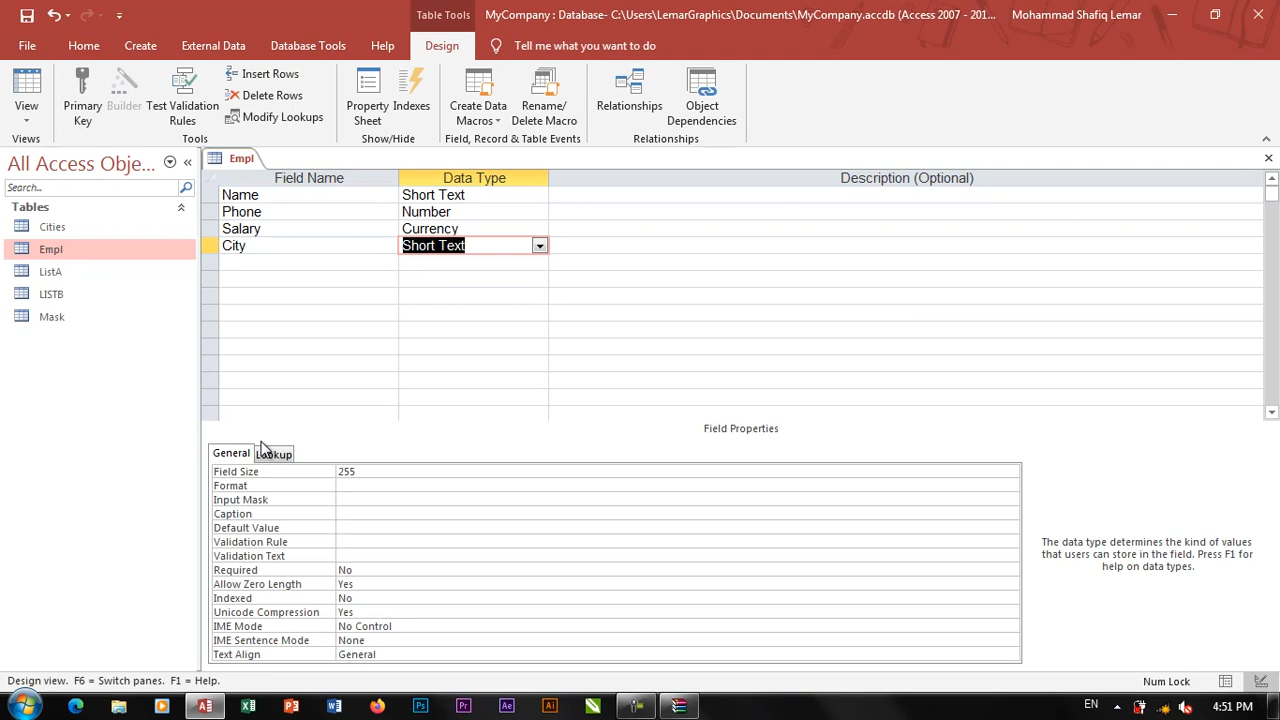 Table Tools
MyCompany : Database- C:\Users\LemarGraphics\Documents\MyCompany.accdb (Access 2007 - 201...
Mohammad Shafiq Lemar
File
Home
Create
External Data
Database Tools
Help
Design
Tell me what you want to do
View
Primary Key
Builder
Test Validation Rules
Insert Rows
Delete Rows
Modify Lookups
Property Sheet
Indexes
Create Data Macros
Rename/ Delete Macro
Relationships
Object Dependencies
Views
Tools
Show/Hide
Field, Record & Table Events
Relationships
All Access Obje...
Search...
Tables
Cities
Empl
ListA
LISTB
Mask
Empl
Field Name Data Type Description (Optional)
Name Short Text
Phone Number
Salary Currency
City Short Text
Field Properties
General Lookup
Field Size 255
Format
Input Mask
Caption
Default Value
Validation Rule
Validation Text
Required No
Allow Zero Length Yes
Indexed No
Unicode Compression Yes
IME Mode No Control
IME Sentence Mode None
Text Align General
The data type determines the kind of values
that users can store in the field. Press F1 for
help on data types.
Design view. F6 = Switch panes. F1 = Help.
Num Lock
EN
4:51 PM